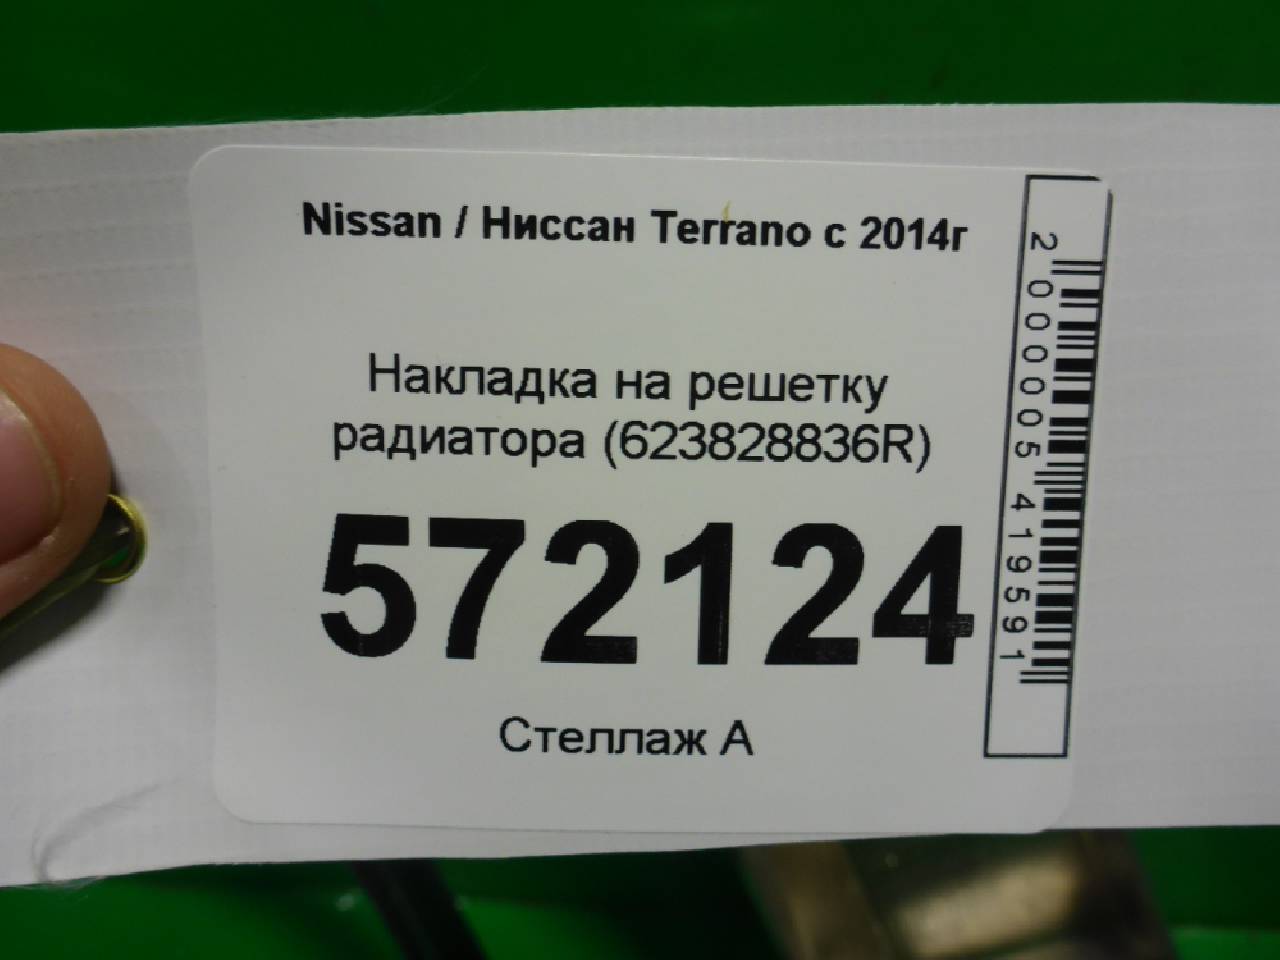 Nissan / Ниссан Terrano с 2014г
Накладка на решетку
радиатора (623828836R)
572124
Стеллаж А
2000005419591